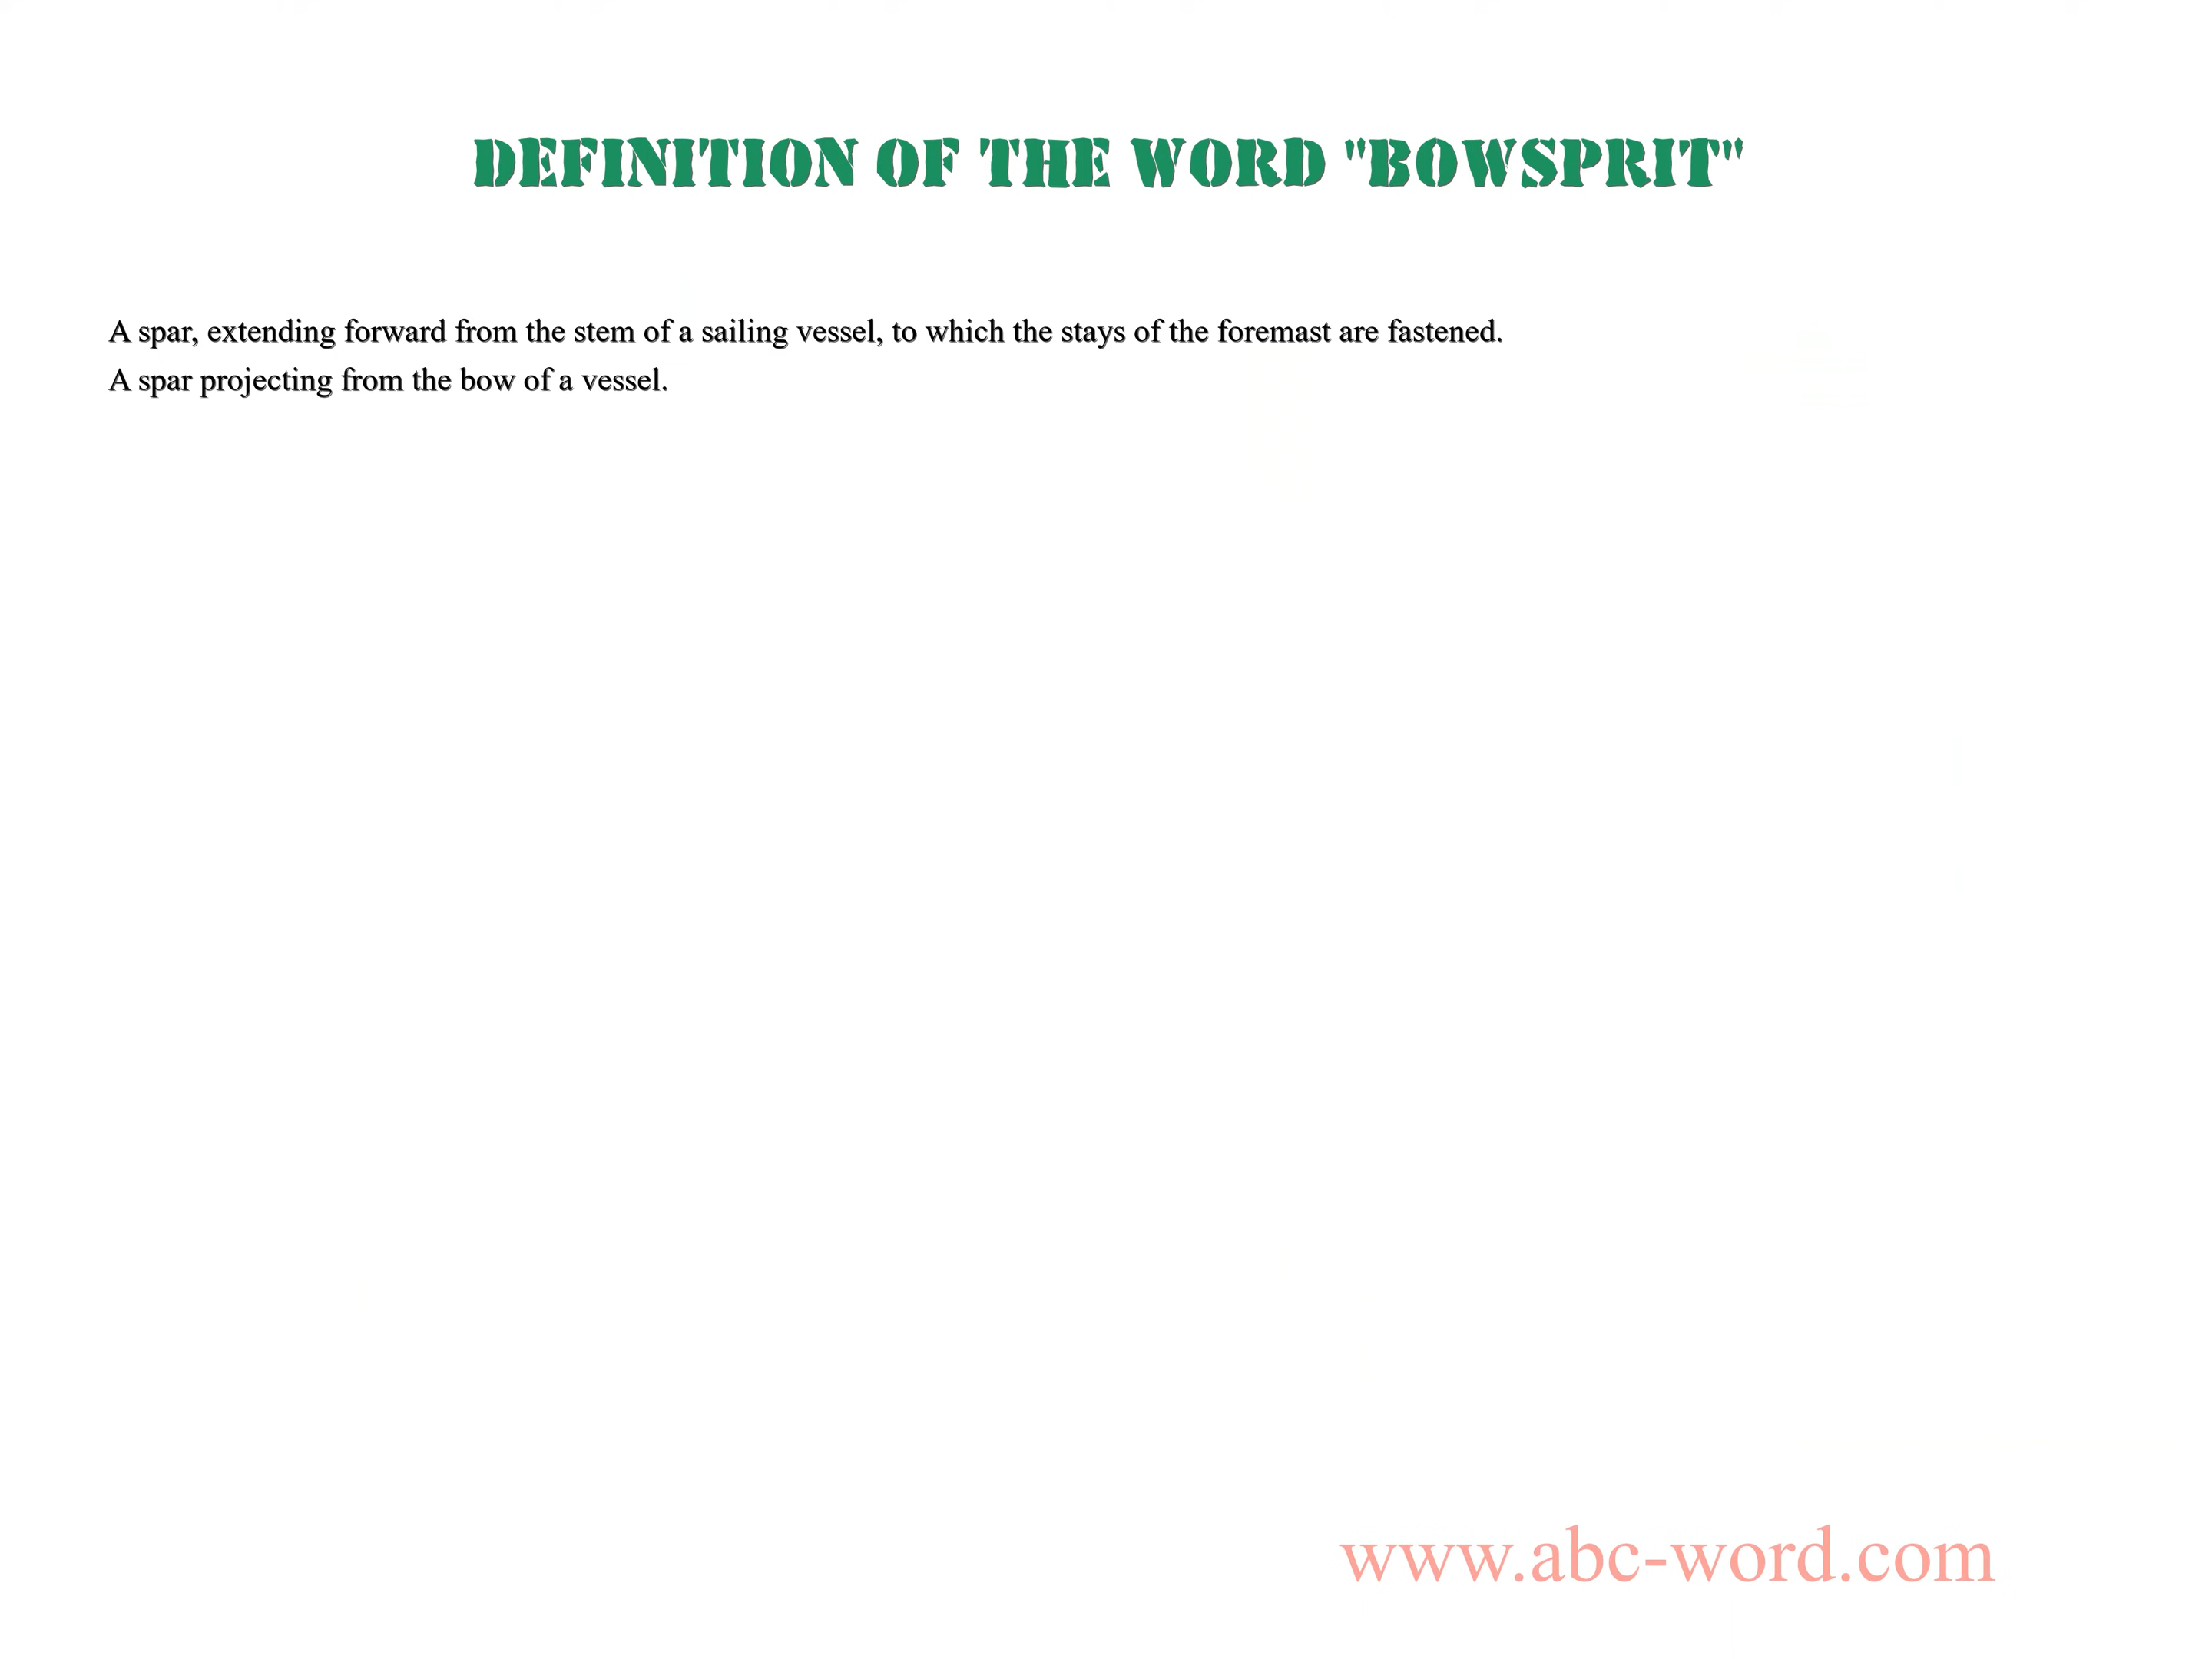 DEFINITION OF THE WORD "BOWSPRIT"
A spar, extending forward from the stem of a sailing vessel, to which the stays of the foremast are fastened.
A spar projecting from the bow of a vessel.
www.abc-word.com